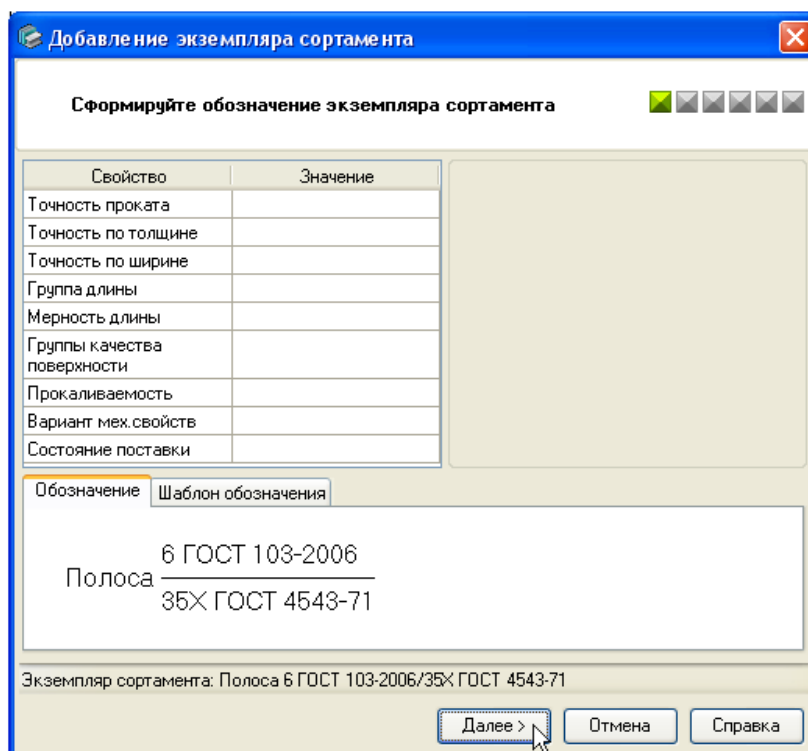 Добавление экземпляра сортамента
Сформируйте обозначение экземпляра сортамента
Свойство Значение
Точность проката
Точность по толщине
Точность по ширине
Группа длины
Мерность длины
Группы качества
поверхности
Прокаливаемость
Вариант мех.свойств
Состояние поставки
Обозначение Шаблон обозначения
6 ГОСТ 103-2006
Полоса
35Х ГОСТ 4543-71
Экземпляр сортамента: Полоса 6 ГОСТ 103-2006/35Х ГОСТ 4543-71
Далее > Отмена Справка